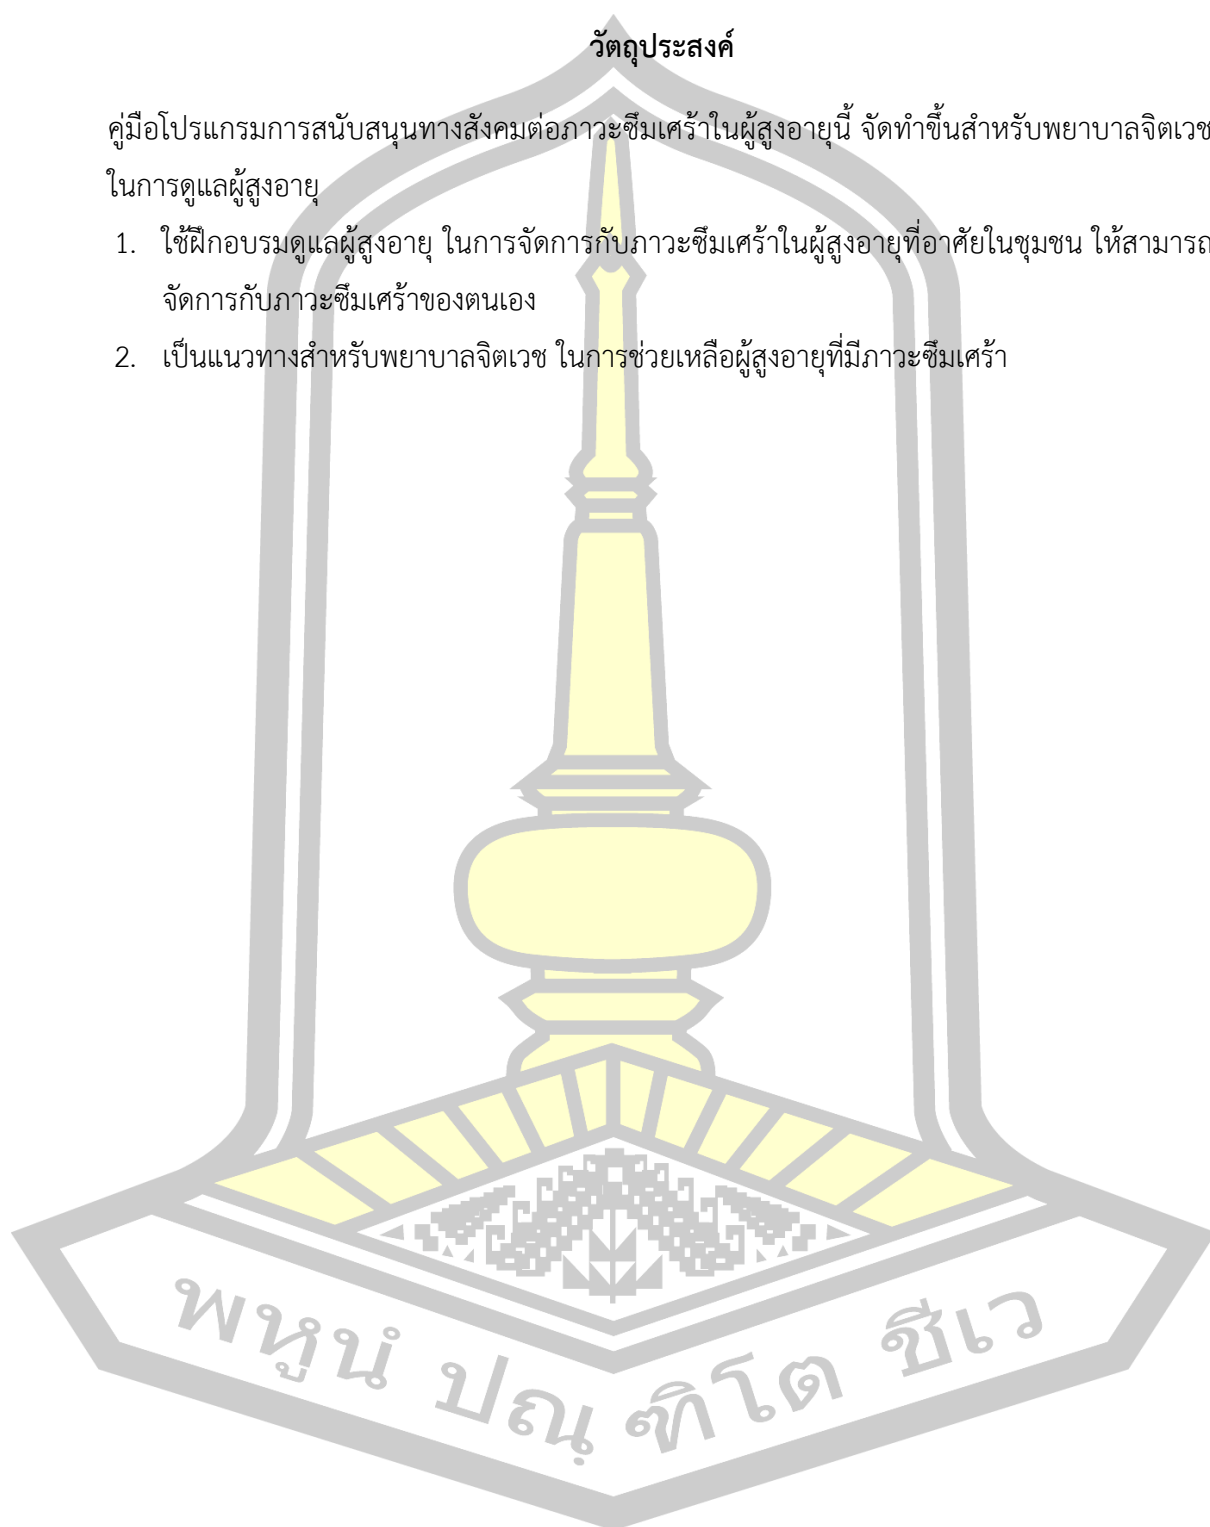 วัตถุประสงค์
คู่มือโปรแกรมการสนับสนุนทางสังคมต่อภาวะซึมเศร้าในผู้สูงอายุนี้ จัดทำขึ้นสำหรับพยาบาลจิตเวช
ในการดูแลผู้สูงอายุ
1. ใช้ฝึกอบรมดูแลผู้สูงอายุ ในการจัดการกับภาวะซึมเศร้าในผู้สูงอายุที่อาศัยในชุมชน ให้สามารถ
จัดการกับภาวะซึมเศร้าของตนเอง
2. เป็นแนวทางสำหรับพยาบาลจิตเวช ในการช่วยเหลือผู้สูงอายุที่มีภาวะซึมเศร้า
พหูนํ ปณฺ ฑิโต ชีเว